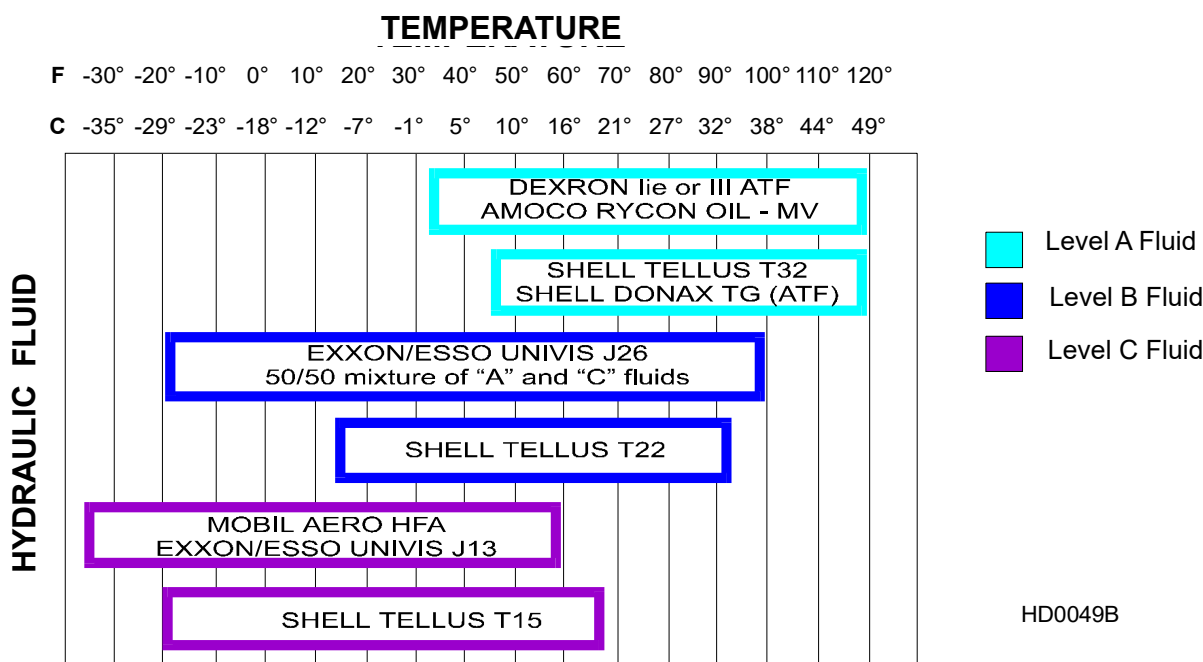 TEMPERATURE
F -30° -20° -10° 0° 10° 20° 30° 40° 50° 60° 70° 80° 90° 100° 110° 120°
C -35° -29° -23° -18° -12° -7° -1° 5° 10° 16° 21° 27° 32° 38° 44° 49°
HYDRAULIC FLUID
DEXRON IIe or III ATF
AMOCO RYCON OIL - MV
SHELL TELLUS T32
SHELL DONAX TG (ATF)
EXXON/ESSO UNIVIS J26
50/50 mixture of “A” and “C” fluids
SHELL TELLUS T22
MOBIL AERO HFA
EXXON/ESSO UNIVIS J13
SHELL TELLUS T15
Level A Fluid
Level B Fluid
Level C Fluid
HD0049B